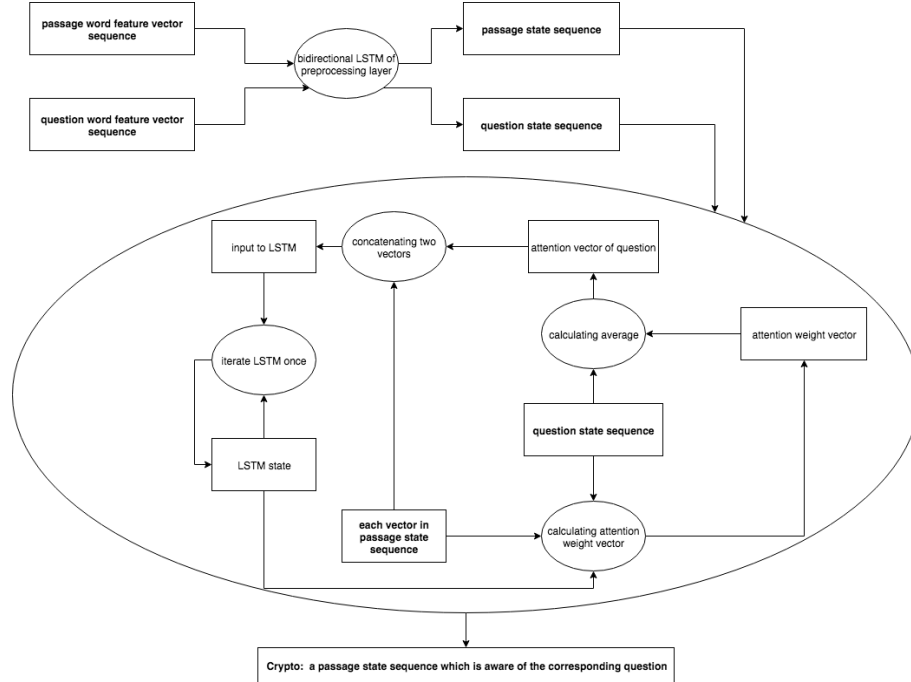 passage word feature vector
sequence
passage state sequence
bidirectional LSTM of
preprocessing layer
question word feature vector
sequence
question state sequence
input to LSTM
concatenating two
vectors
attention vector of question
iterate LSTM once
calculating average
attention weight vector
question state sequence
LSTM state
each vector in
passage state
sequence
calculating attention
weight vector
Crypto: a passage state sequence which is aware of the corresponding question